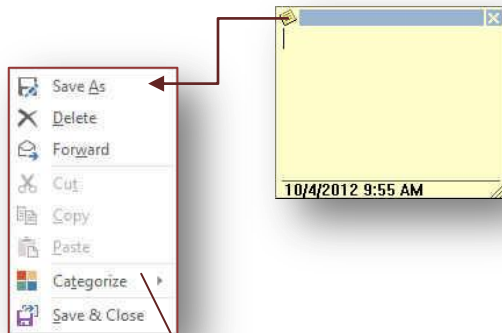 Save As
Delete
Forward
Cut
Copy
Paste
Categorize
Save & Close
10/4/2012 9:55 AM